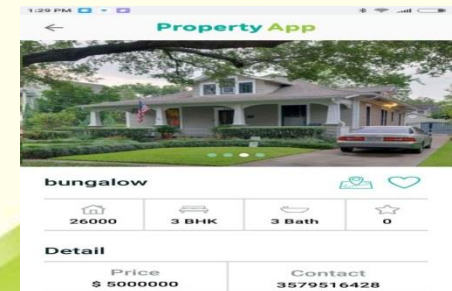 1:29 PM
Property App
bungalow
26000
3 BHK
3 Bath
0
Detail
Price
Contact
$ 5000000
3579516428